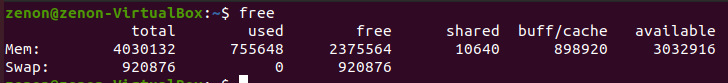 zenon@zenon-VirtualBox:~$ free
              total        used        free      shared  buff/cache   available
Mem:        4030132      755648     2375564       10640      898920     3032916
Swap:        920876           0      920876
zenon@zenon-VirtualBox:~$